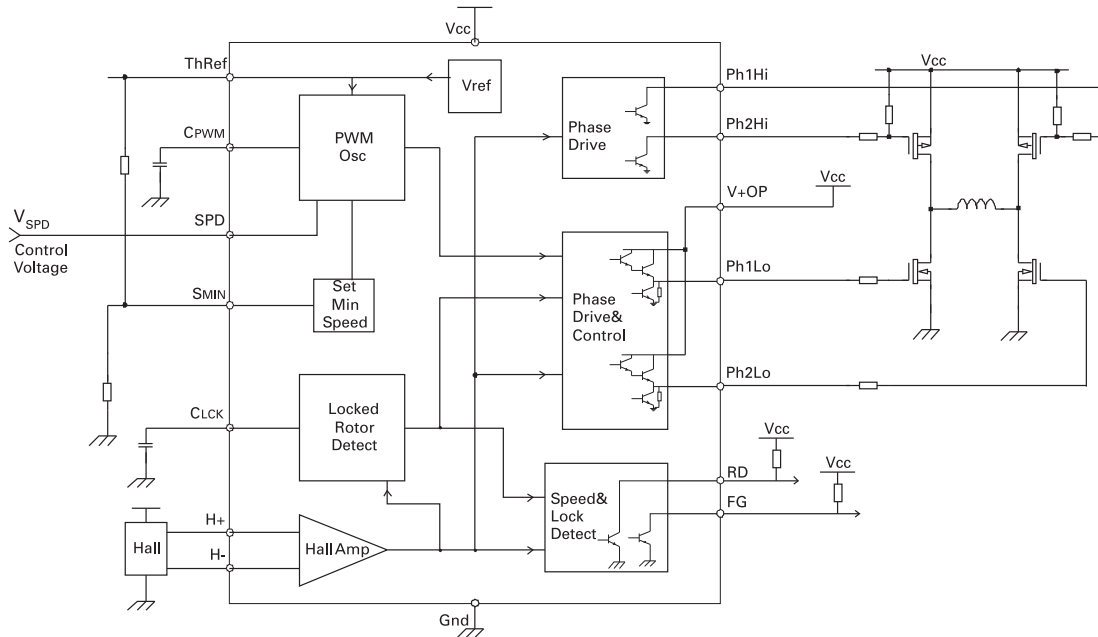 Vcc
ThRef
Vref
Ph1Hi
Vcc
CPWM
PWM
Osc
Phase
Drive
Ph2Hi
VSPD
Control
Voltage
SPD
V+OP
Vcc
SMIN
Set
Min
Speed
Phase
Drive&
Control
Ph1Lo
Ph2Lo
CLCK
Locked
Rotor
Detect
Speed&
Lock
Detect
RD
Vcc
FG
Vcc
Hall
H+
H-
Hall Amp
Gnd